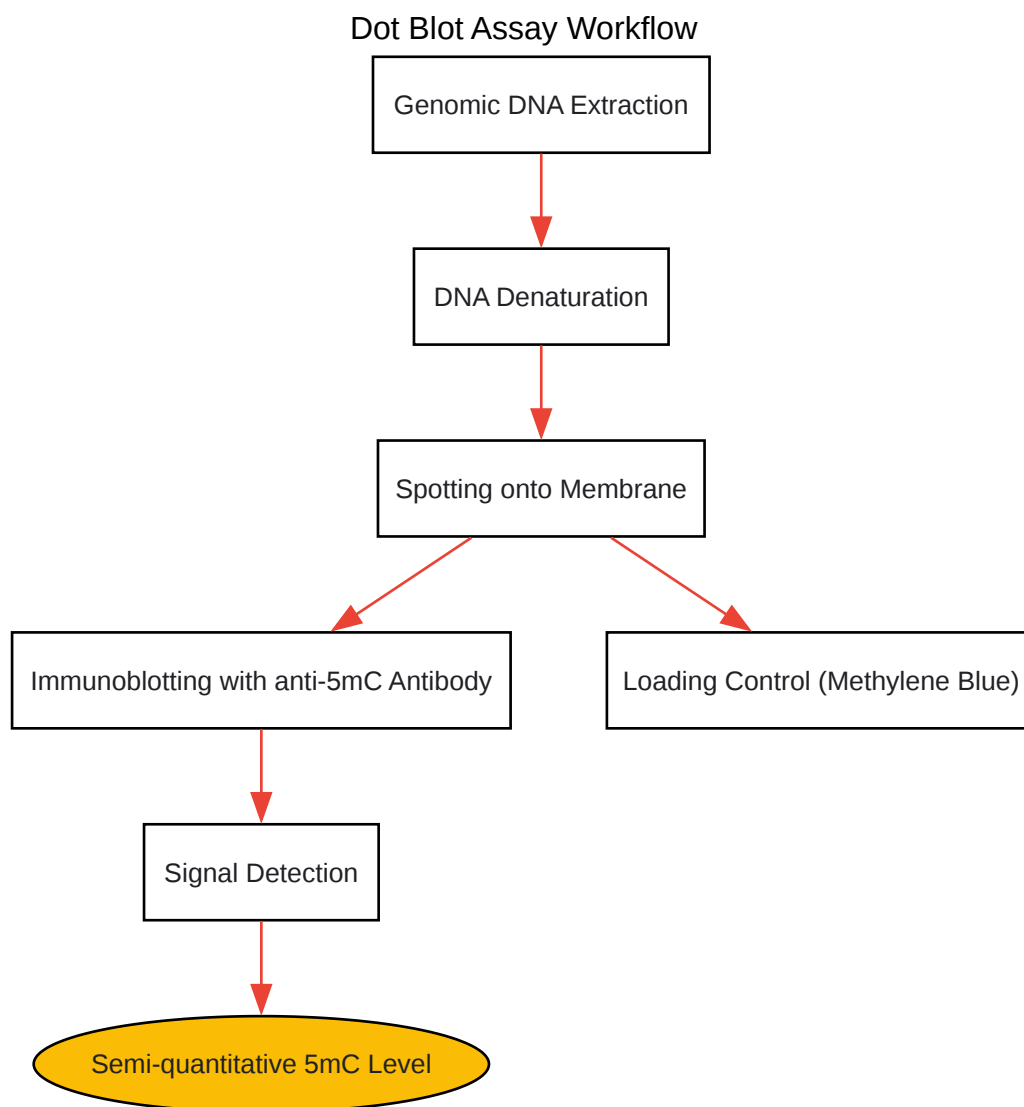 Dot Blot Assay Workflow
Genomic DNA Extraction
DNA Denaturation
Spotting onto Membrane
Immunoblotting with anti-5mC Antibody
Loading Control (Methylene Blue)
Signal Detection
Semi-quantitative 5mC Level